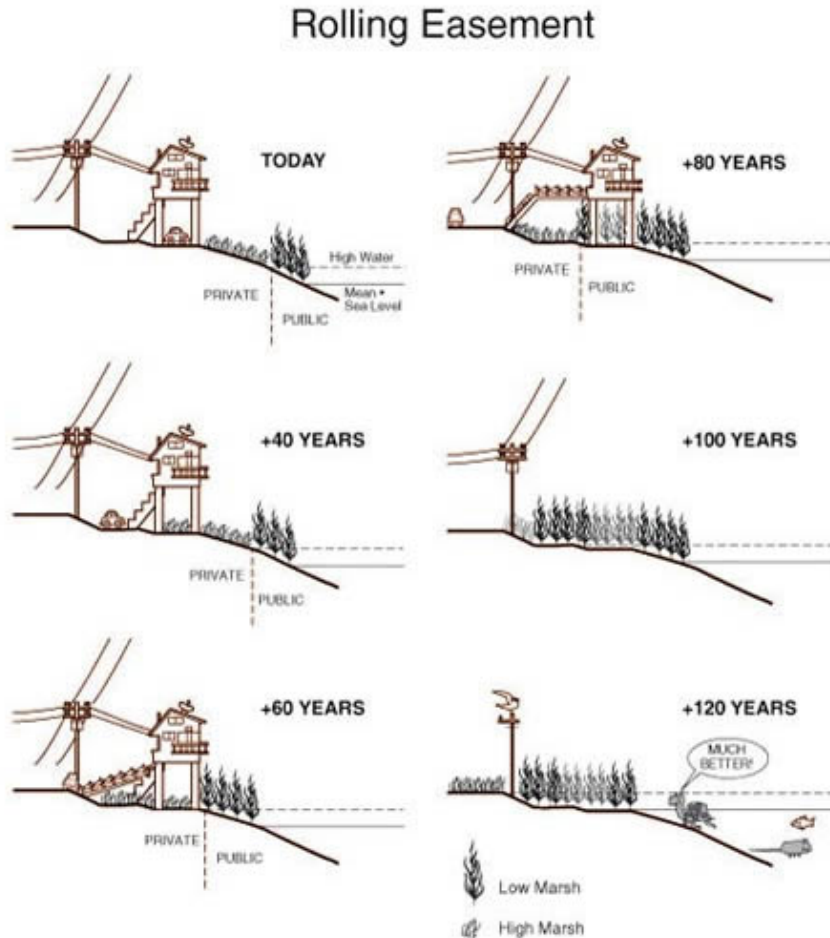 Rolling Easement
TODAY
High Water
PRIVATE
Mean
Sea Level
PUBLIC
+40 YEARS
PRIVATE
PUBLIC
+60 YEARS
PRIVATE
PUBLIC
+80 YEARS
PRIVATE
PUBLIC
+100 YEARS
+120 YEARS
MUCH
BETTER!
Low Marsh
High Marsh